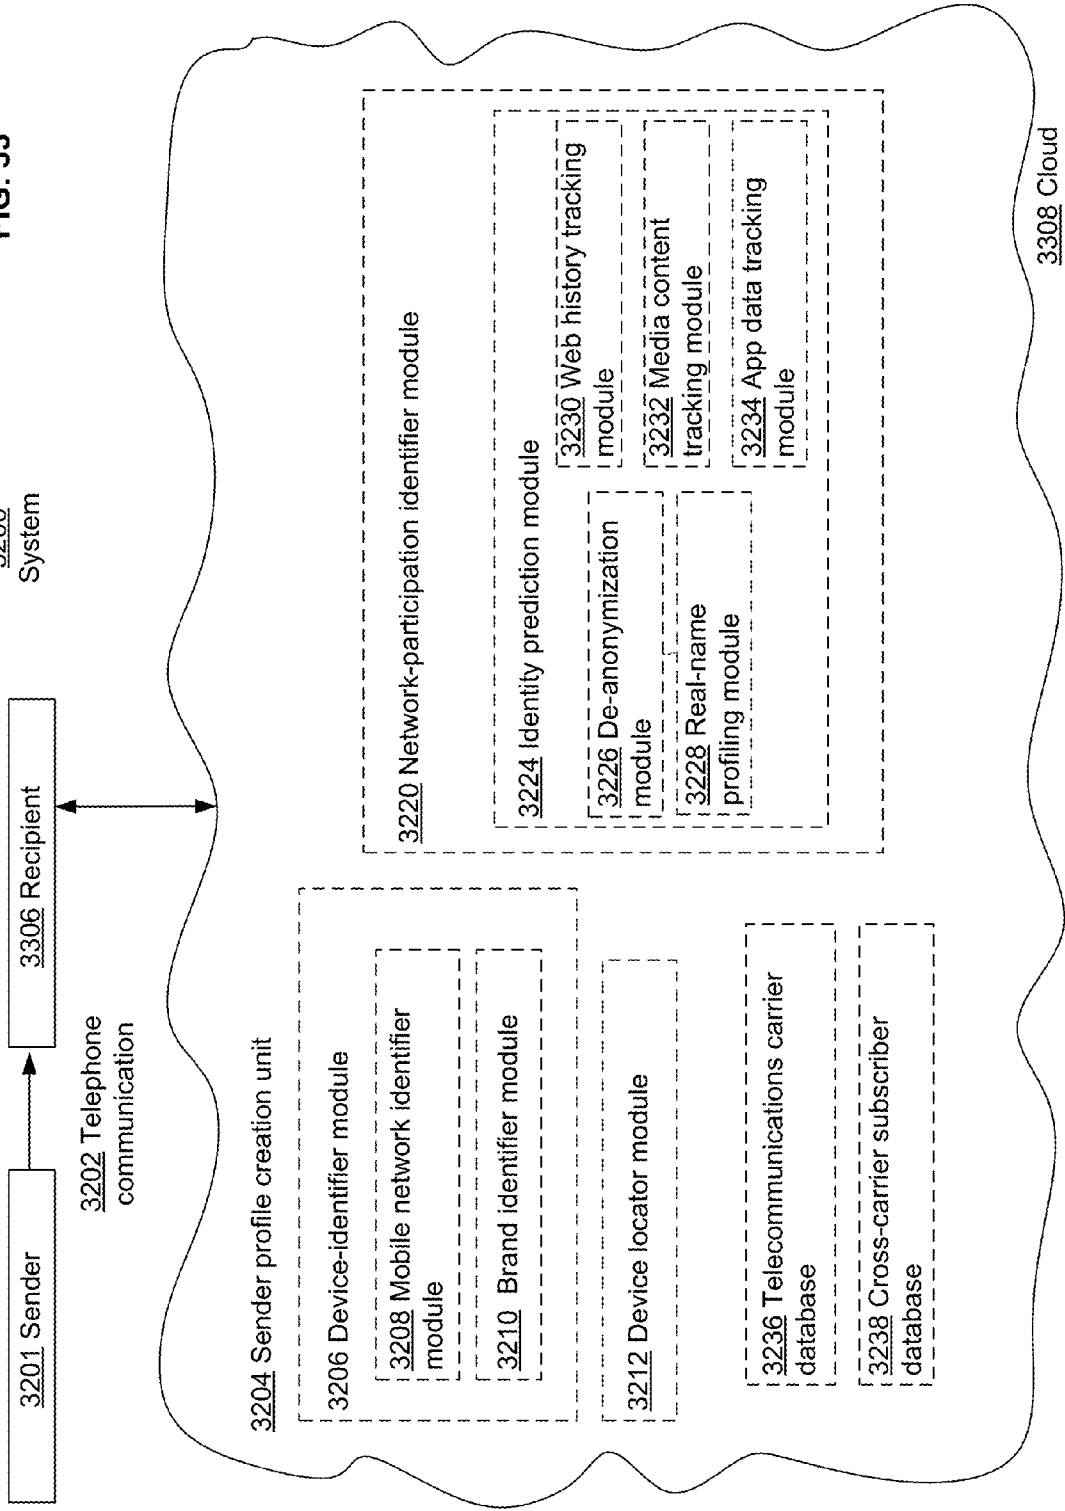 System
3201 Sender
3306 Recipient
3202 Telephone
communication
3204 Sender profile creation unit
3206 Device-identifier module
3208 Mobile network identifier
module
3210 Brand identifier module
3212 Device locator module
3236 Telecommunications carrier
database
3238 Cross-carrier subscriber
database
3220 Network-participation identifier module
3224 Identity prediction module
3226 De-anonymization
module
3228 Real-name
profiling module
3230 Web history tracking
module
3232 Media content
tracking module
3234 App data tracking
module
3308 Cloud